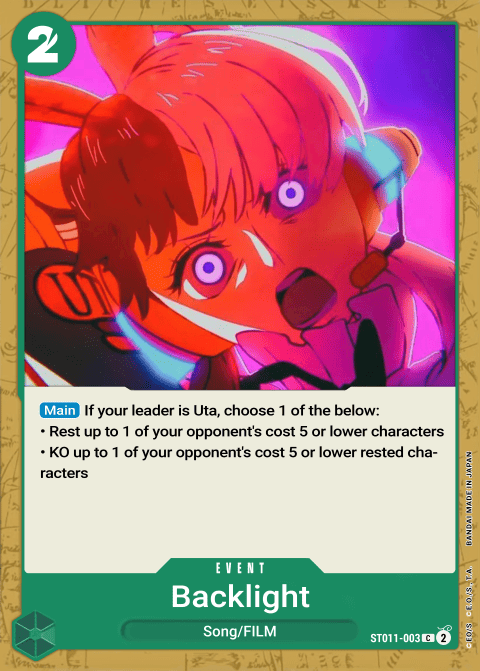 2
U
Main If your leader is Uta, choose 1 of the below:
• Rest up to 1 of your opponent's cost 5 or lower characters
• KO up to 1 of your opponent's cost 5 or lower rested cha-
racters
EVENT
Backlight
Song/FILM
ST011-003 C 2
©E.O/S. ©E.O./S.,T.A. BANDAI MADE IN JAPAN